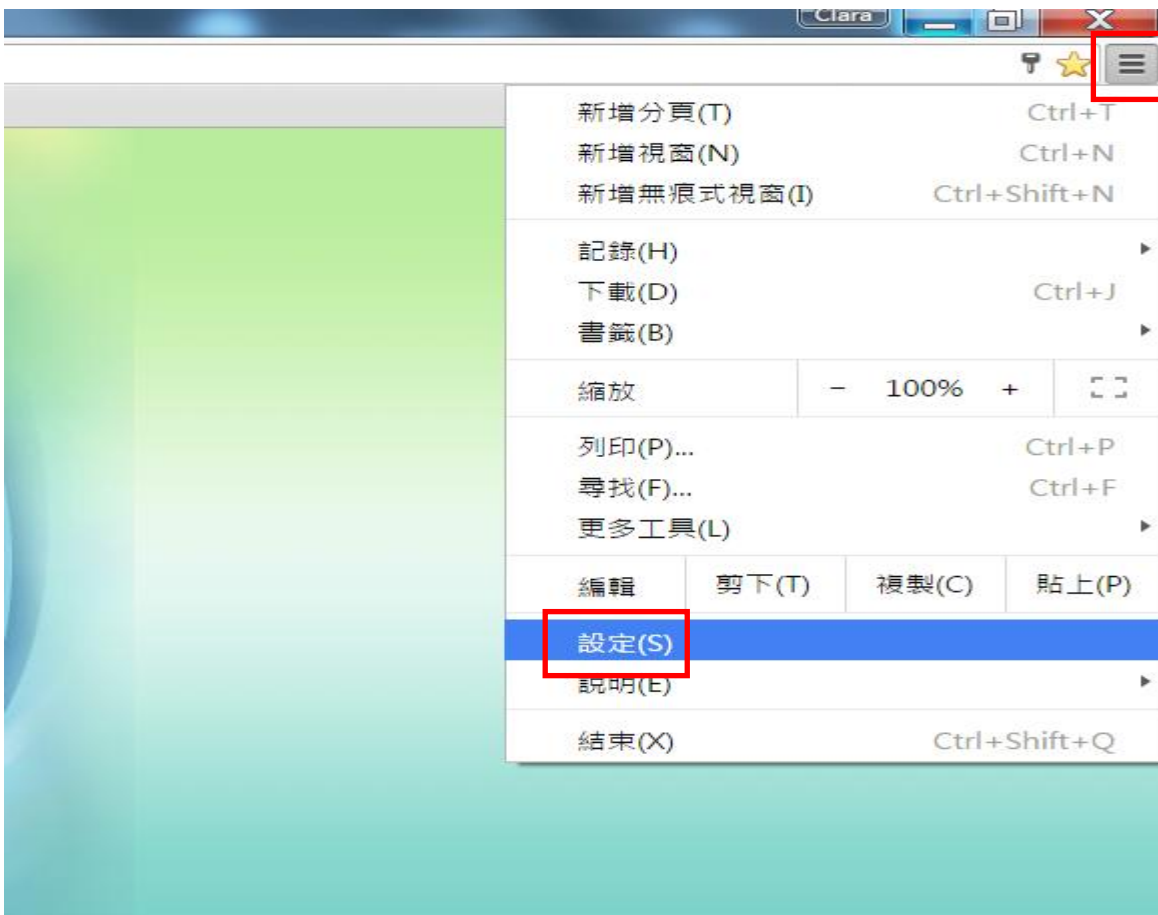 Clara
新增分頁(T) Ctrl+T
新增視窗(N) Ctrl+N
新增無痕式視窗(I) Ctrl+Shift+N
記錄(H)
下載(D) Ctrl+J
書籤(B)
縮放 - 100% +
列印(P)... Ctrl+P
尋找(F)... Ctrl+F
更多工具(L)
編輯 剪下(T) 複製(C) 貼上(P)
設定(S)
說明(E)
結束(X) Ctrl+Shift+Q